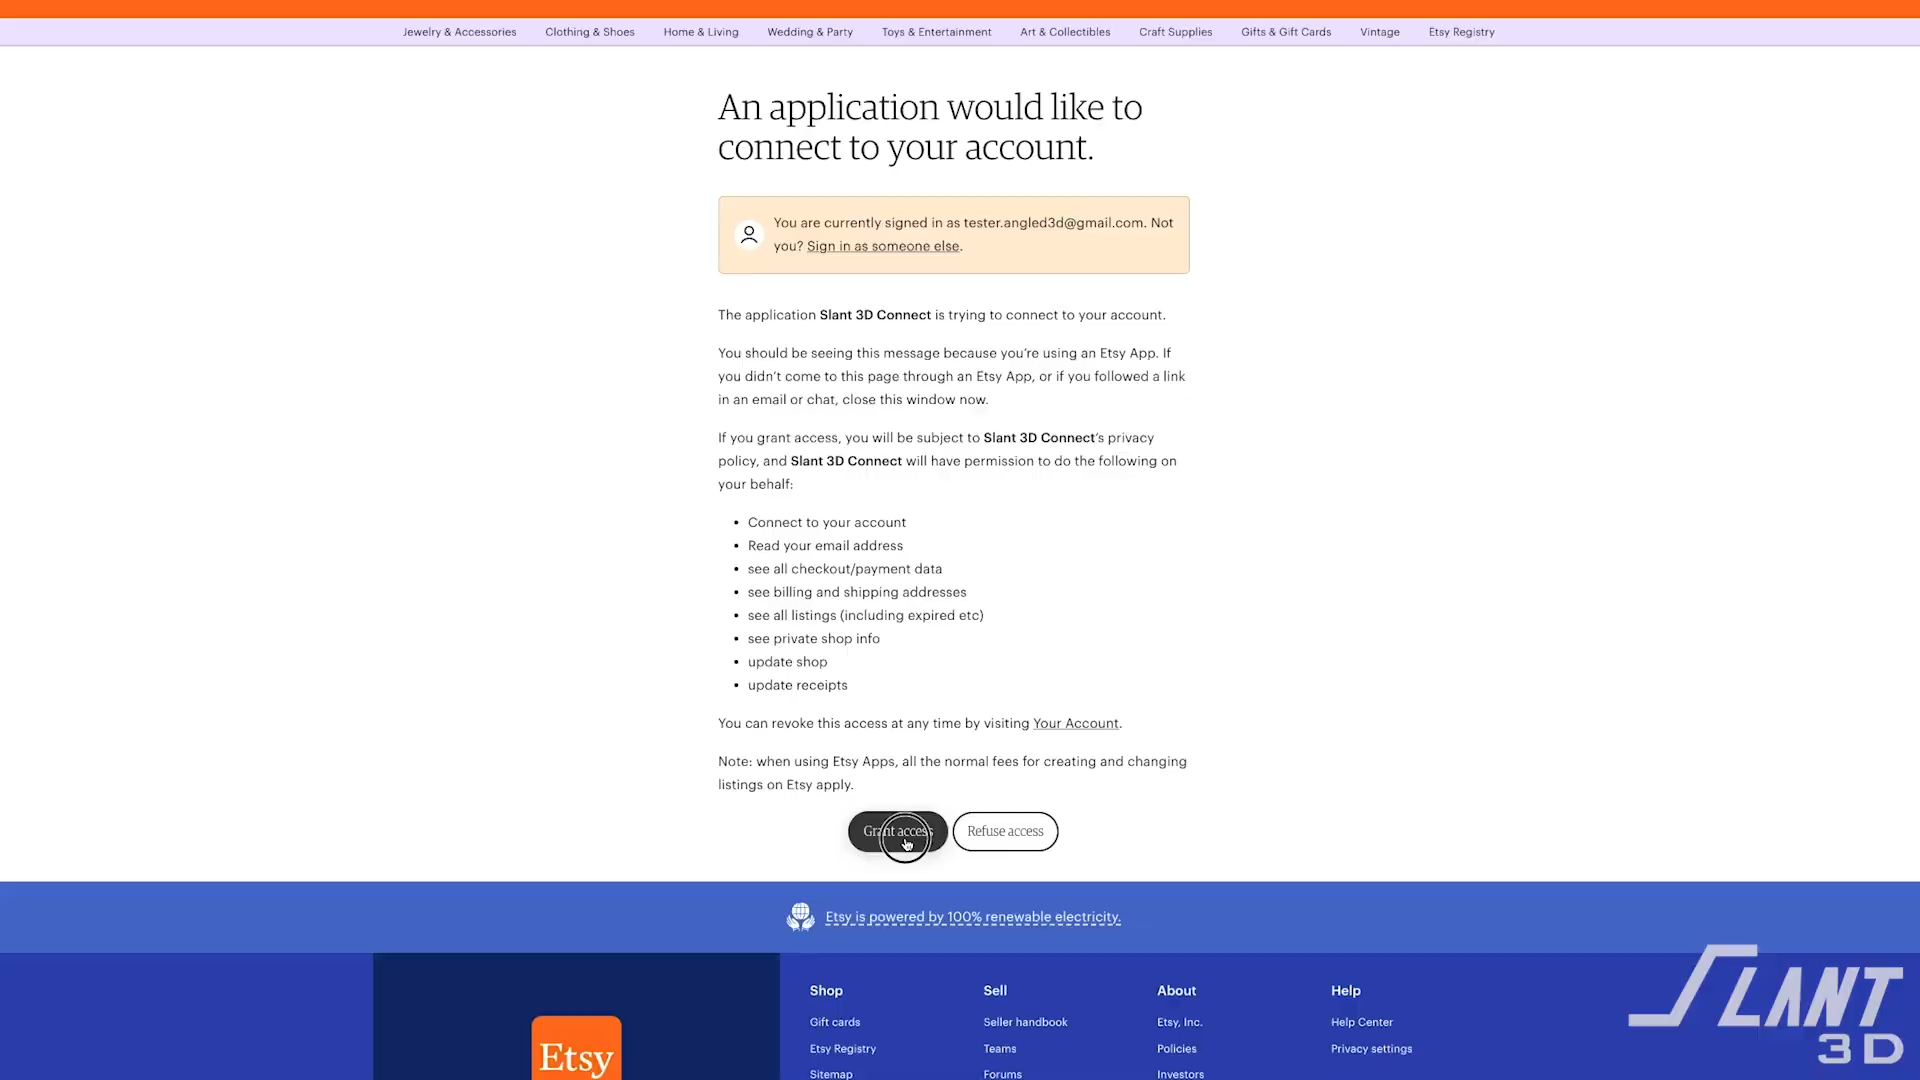 Jewelry & Accessories Clothing & Shoes Home & Living Wedding & Party Toys & Entertainment Art & Collectibles Craft Supplies Gifts & Gift Cards Vintage Etsy Registry
An application would like to
connect to your account.
You are currently signed in as tester.angled3d@gmail.com. Not
you? Sign in as someone else.
The application Slant 3D Connect is trying to connect to your account.
You should be seeing this message because you're using an Etsy App. If
you didn't come to this page through an Etsy App, or if you followed a link
in an email or chat, close this window now.
If you grant access, you will be subject to Slant 3D Connect's privacy
policy, and Slant 3D Connect will have permission to do the following on
your behalf:
• Connect to your account
• Read your email address
• see all checkout/payment data
• see billing and shipping addresses
• see all listings (including expired etc)
• see private shop info
• update shop
• update receipts
You can revoke this access at any time by visiting Your Account.
Note: when using Etsy Apps, all the normal fees for creating and changing
listings on Etsy apply.
Grant access Refuse access
Etsy is powered by 100% renewable electricity.
Etsy
Shop
Gift cards
Etsy Registry
Sitemap
Sell
Seller handbook
Teams
Forums
About
Etsy, Inc.
Policies
Investors
Help
Help Center
Privacy settings
SLANT
3D